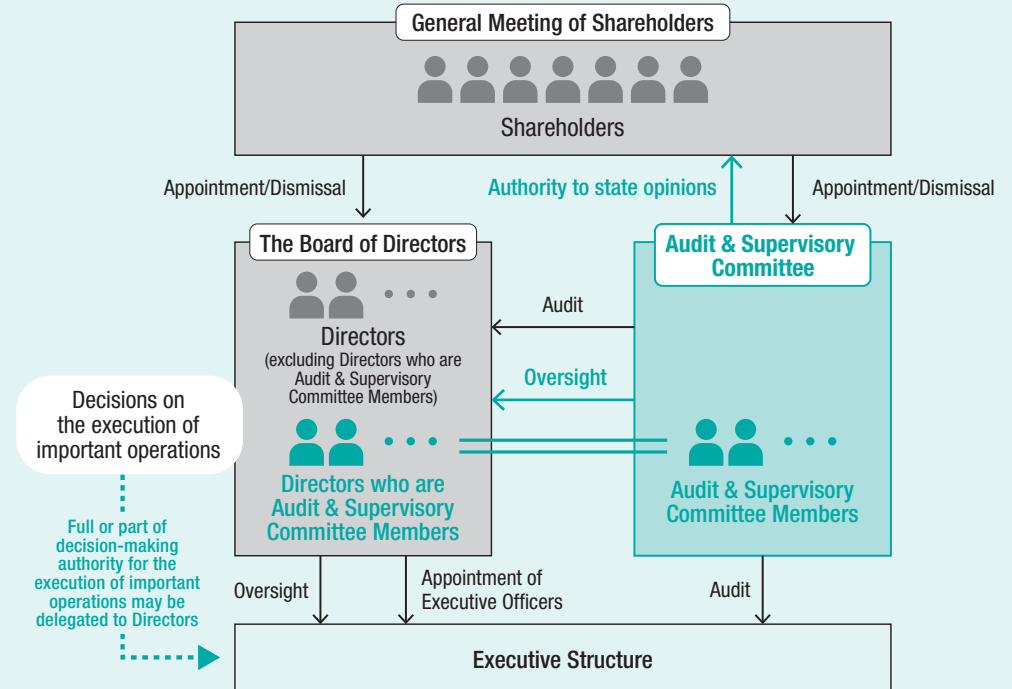 General Meeting of Shareholders
Shareholders
Appointment/Dismissal
Authority to state opinions
Appointment/Dismissal
The Board of Directors
Audit & Supervisory
Committee
Directors
(excluding Directors who are
Audit & Supervisory
Committee Members)
Audit
Oversight
Decisions on
the execution of
important operations
Directors who are
Audit & Supervisory
Committee Members
Audit & Supervisory
Committee Members
Full or part of
decision-making
authority for the
execution of important
operations may be
delegated to Directors
Oversight
Appointment of
Executive Officers
Audit
Executive Structure